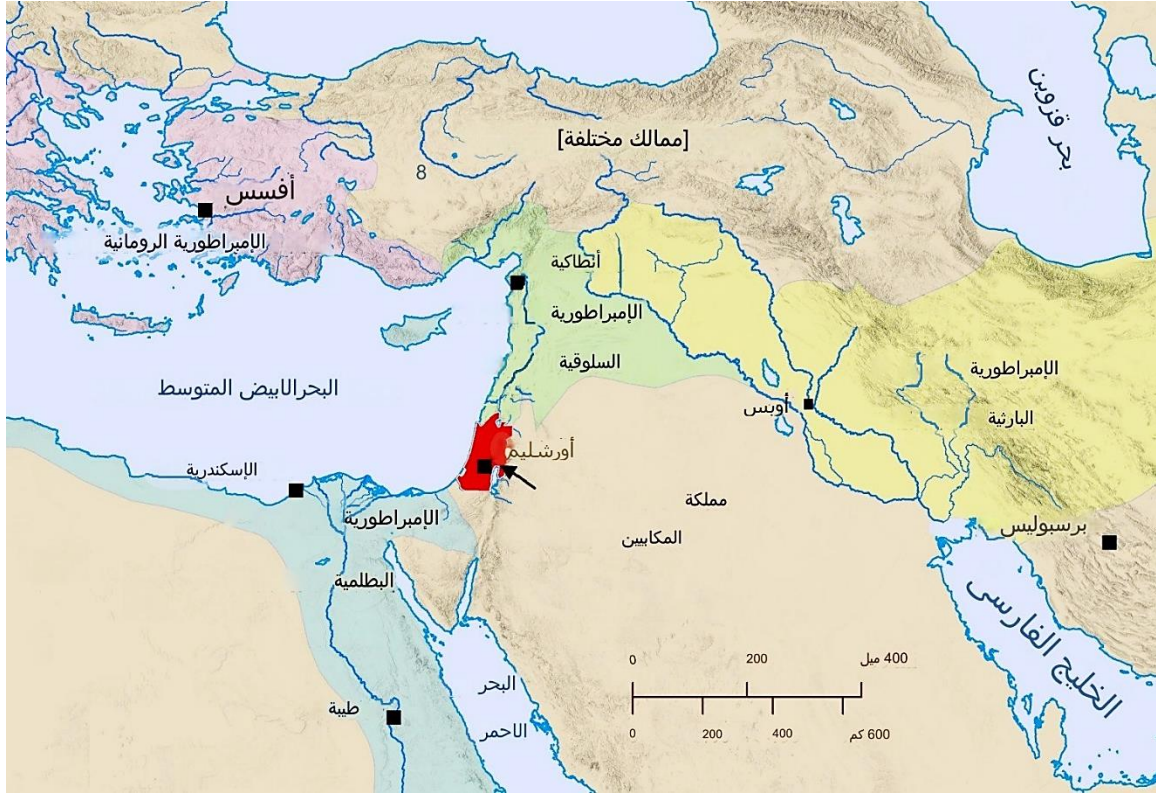 بحر قزوين
[ممالك مختلفة]
8
أفسس
الإمبراطورية الرومانية
أنطاكية
الإمبراطورية
السلوقية
الإمبراطورية
البارثية
البحرالابيض المتوسط
أوبس
أورشليم
الإسكندرية
مملكة
المكابيين
الإمبراطورية
البطلمية
برسبوليس
الخليج الفارسى
البحر
الاحمر
طيبة
0 200 400 ميل
0 200 400 600 كم